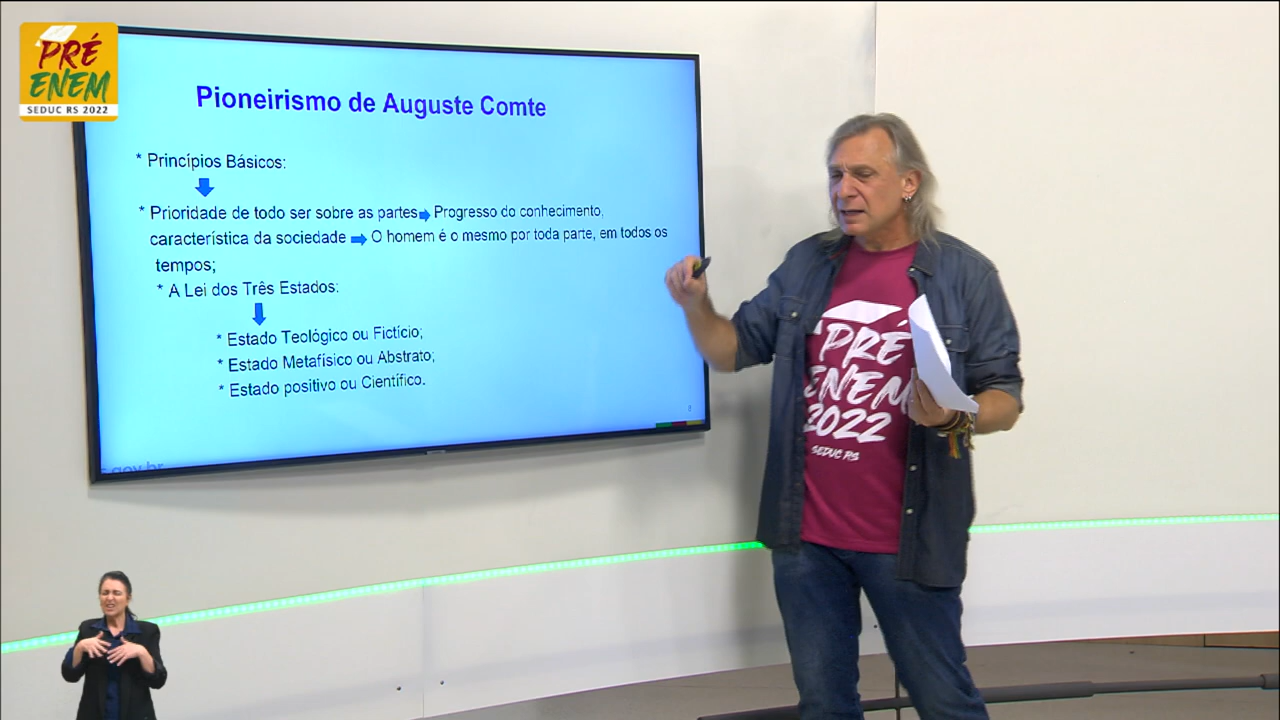 PRÉ
ENEM
SEDUC RS 2022
Pioneirismo de Auguste Comte
* Princípios Básicos:
* Prioridade de todo ser sobre as partes Progresso do conhecimento,
característica da sociedade O homem é o mesmo por toda parte, em todos os
tempos;
* A Lei dos Três Estados:
* Estado Teológico ou Fictício;
* Estado Metafísico ou Abstrato;
* Estado positivo ou Científico.
s.gov.br
PRÉ
ENEM
2022
SEDUC RS